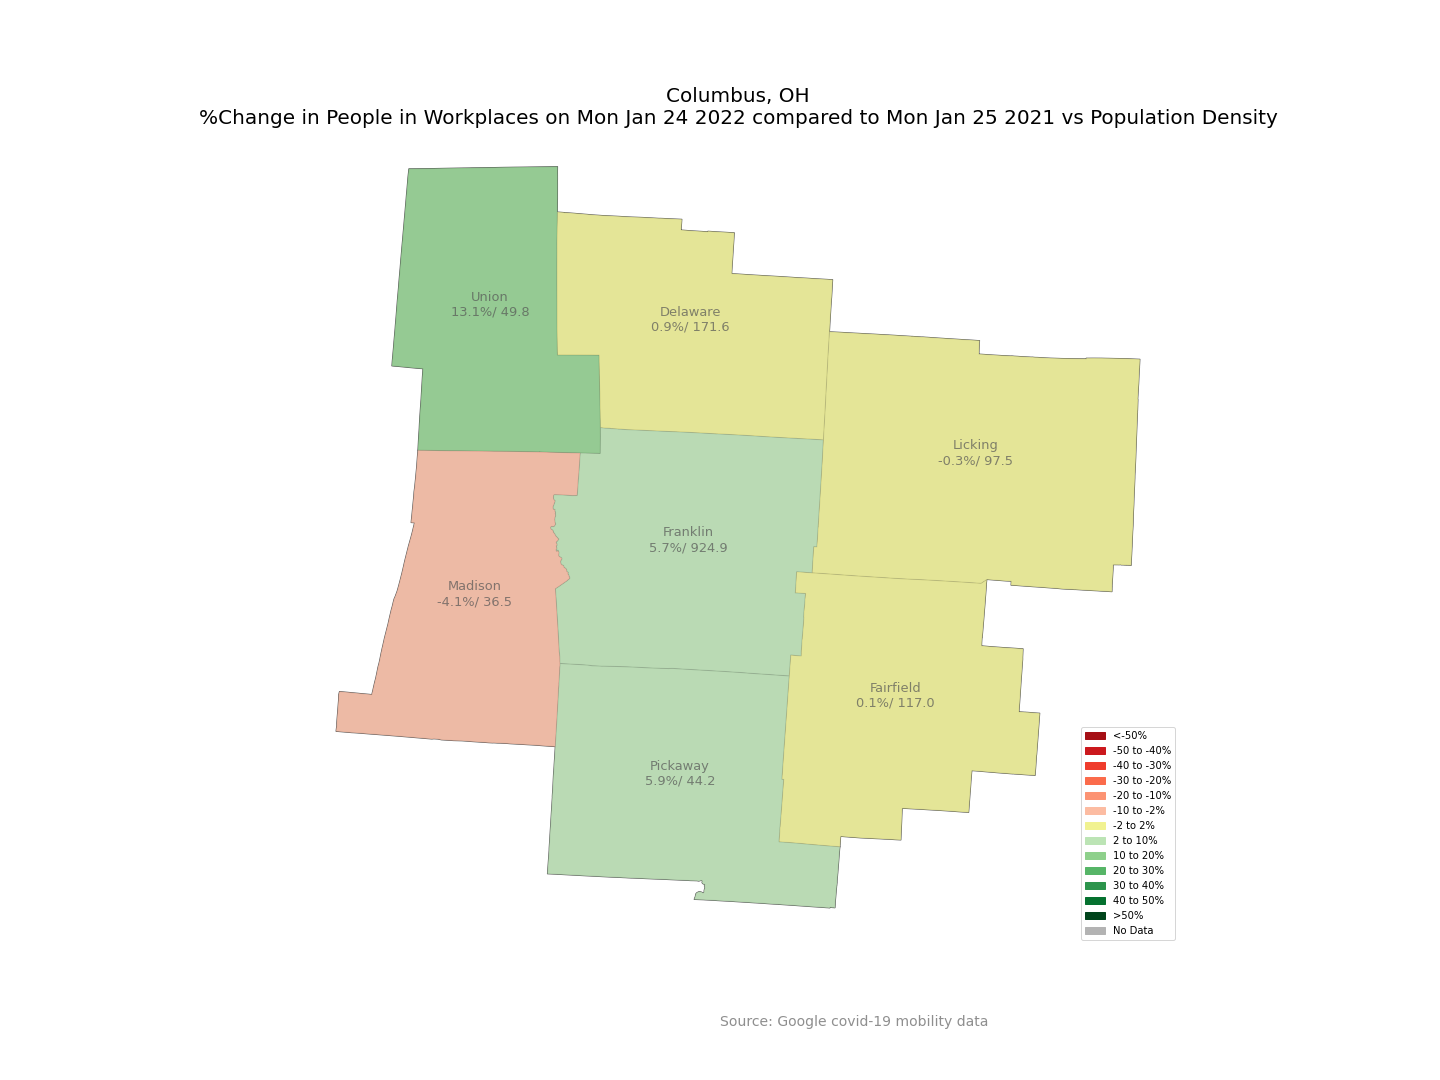 Columbus, OH
%Change in People in Workplaces on Mon Jan 24 2022 compared to Mon Jan 25 2021 vs Population Density
Union
13.1%/ 49.8
Delaware
0.9%/ 171.6
Licking
-0.3%/ 97.5
Franklin
5.7%/ 924.9
Madison
-4.1%/ 36.5
Fairfield
0.1%/ 117.0
Pickaway
5.9%/ 44.2
<-50%
-50 to -40%
-40 to -30%
-30 to -20%
-20 to -10%
-10 to -2%
-2 to 2%
2 to 10%
10 to 20%
20 to 30%
30 to 40%
40 to 50%
>50%
No Data
Source: Google covid-19 mobility data